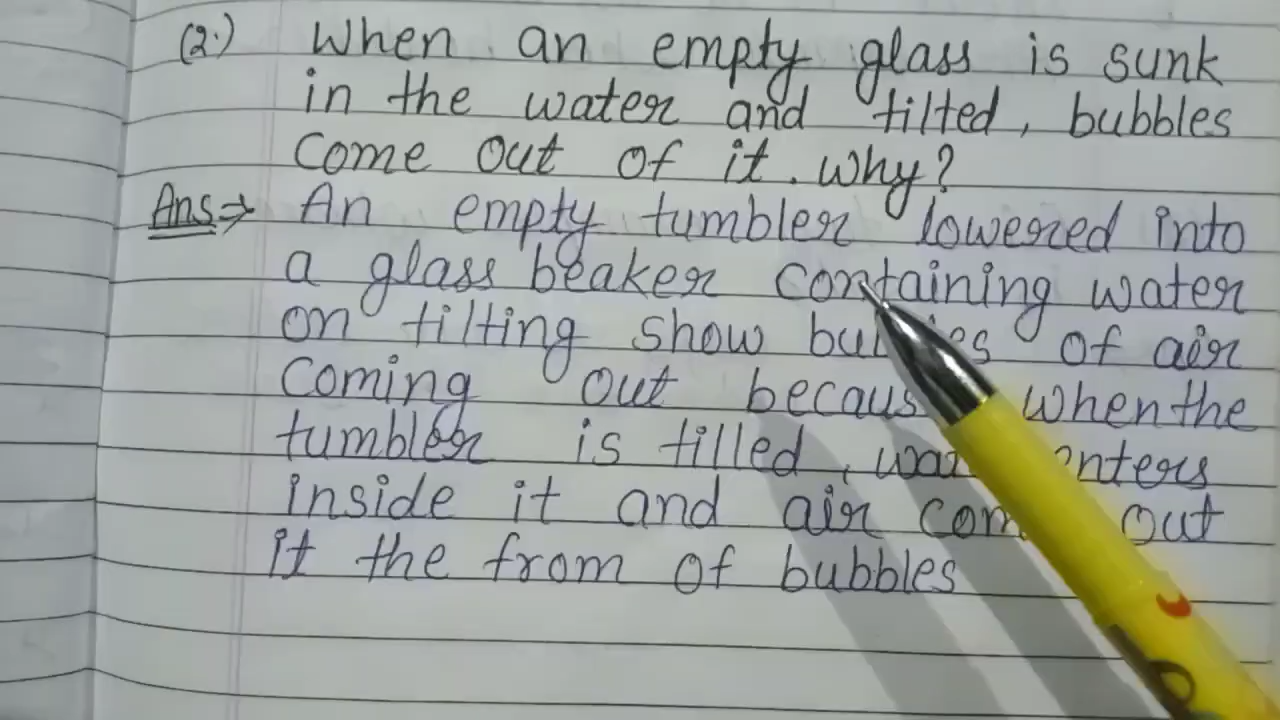 (2.) When an empty glass is sunk
in the water and tilted, bubbles
come out of it. Why?
Ans⇒ An empty tumbler lowered into
a glass beaker containing water
on tilting show of air
coming out when the
tumbler is tilled,
inside it and air out
it the from of bubbles